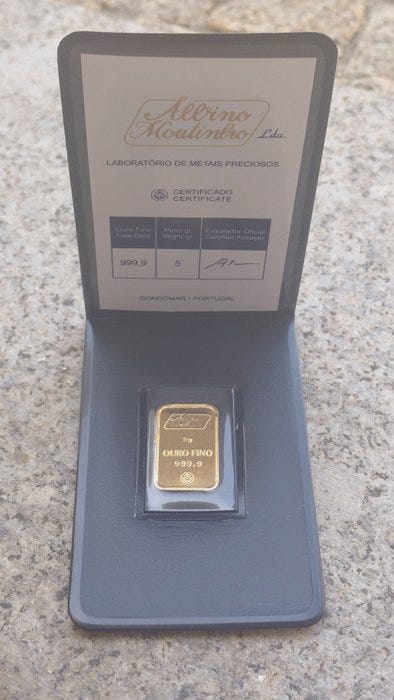 Albino
Moutinho Lda.
LABORATÓRIO DE METAIS PRECIOSOS
CERTIFICADO
CERTIFICATE
Ouro Fino Peso gr. Ensaiador Oficial
Fine Gold Wight gr. Certified Assayer
999,9 5
GONDOMAR - PORTUGAL
5g
OURO FINO
999,9